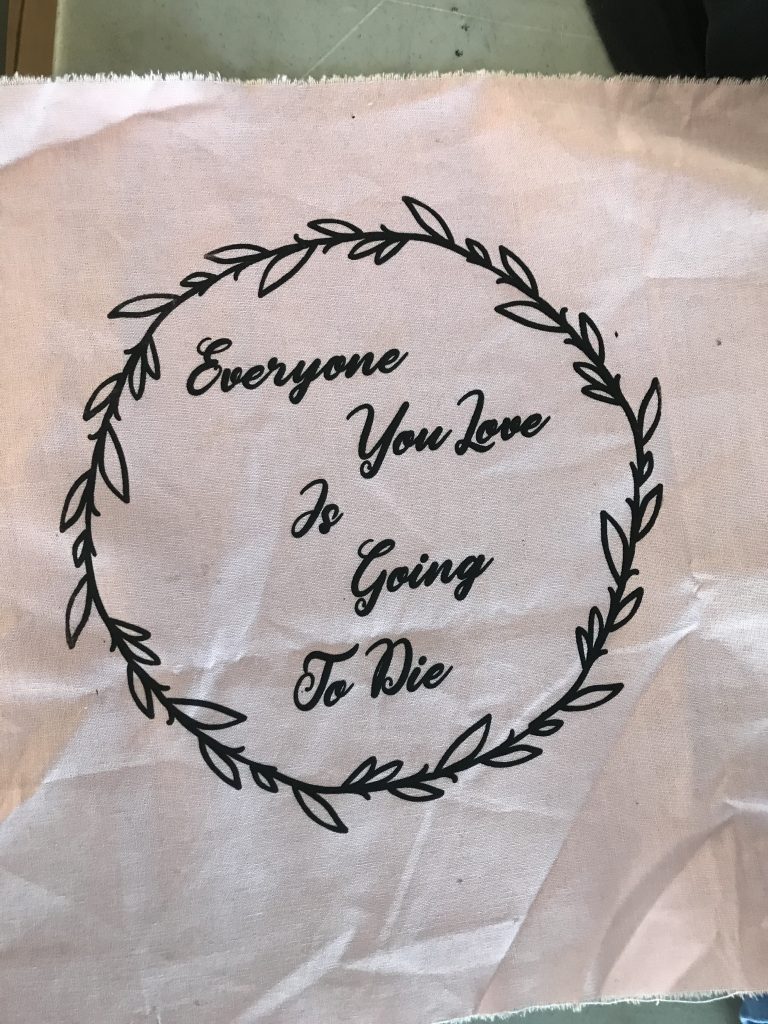 Everyone
You Love
Is
Going
To Die